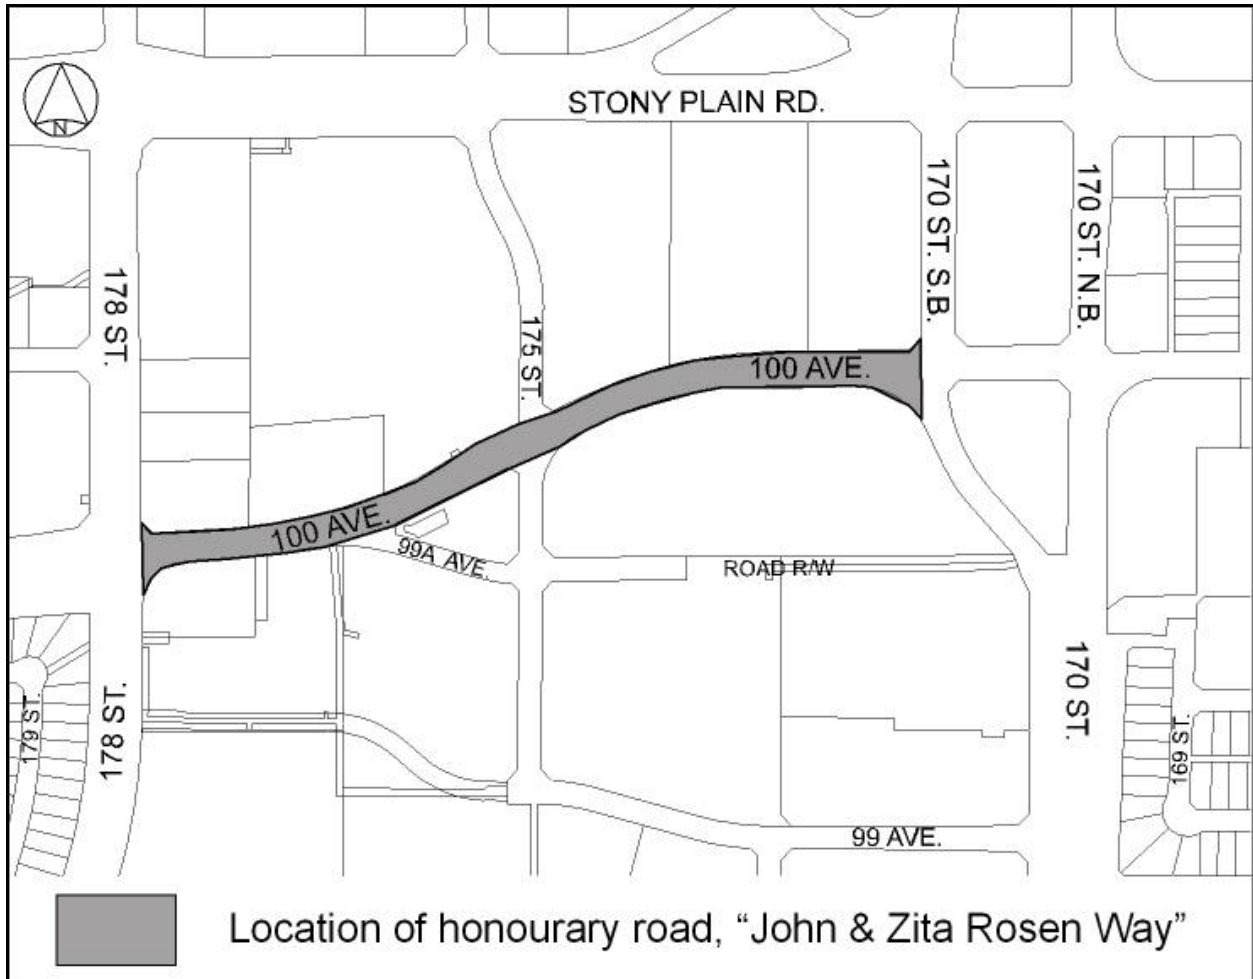 N
STONY PLAIN RD.
170 ST. S.B.
170 ST. N.B.
178 ST.
175 ST.
100 AVE.
100 AVE.
99A AVE.
ROAD R/W
170 ST.
179 ST.
178 ST.
169 ST.
99 AVE.
Location of honourary road, “John & Zita Rosen Way”